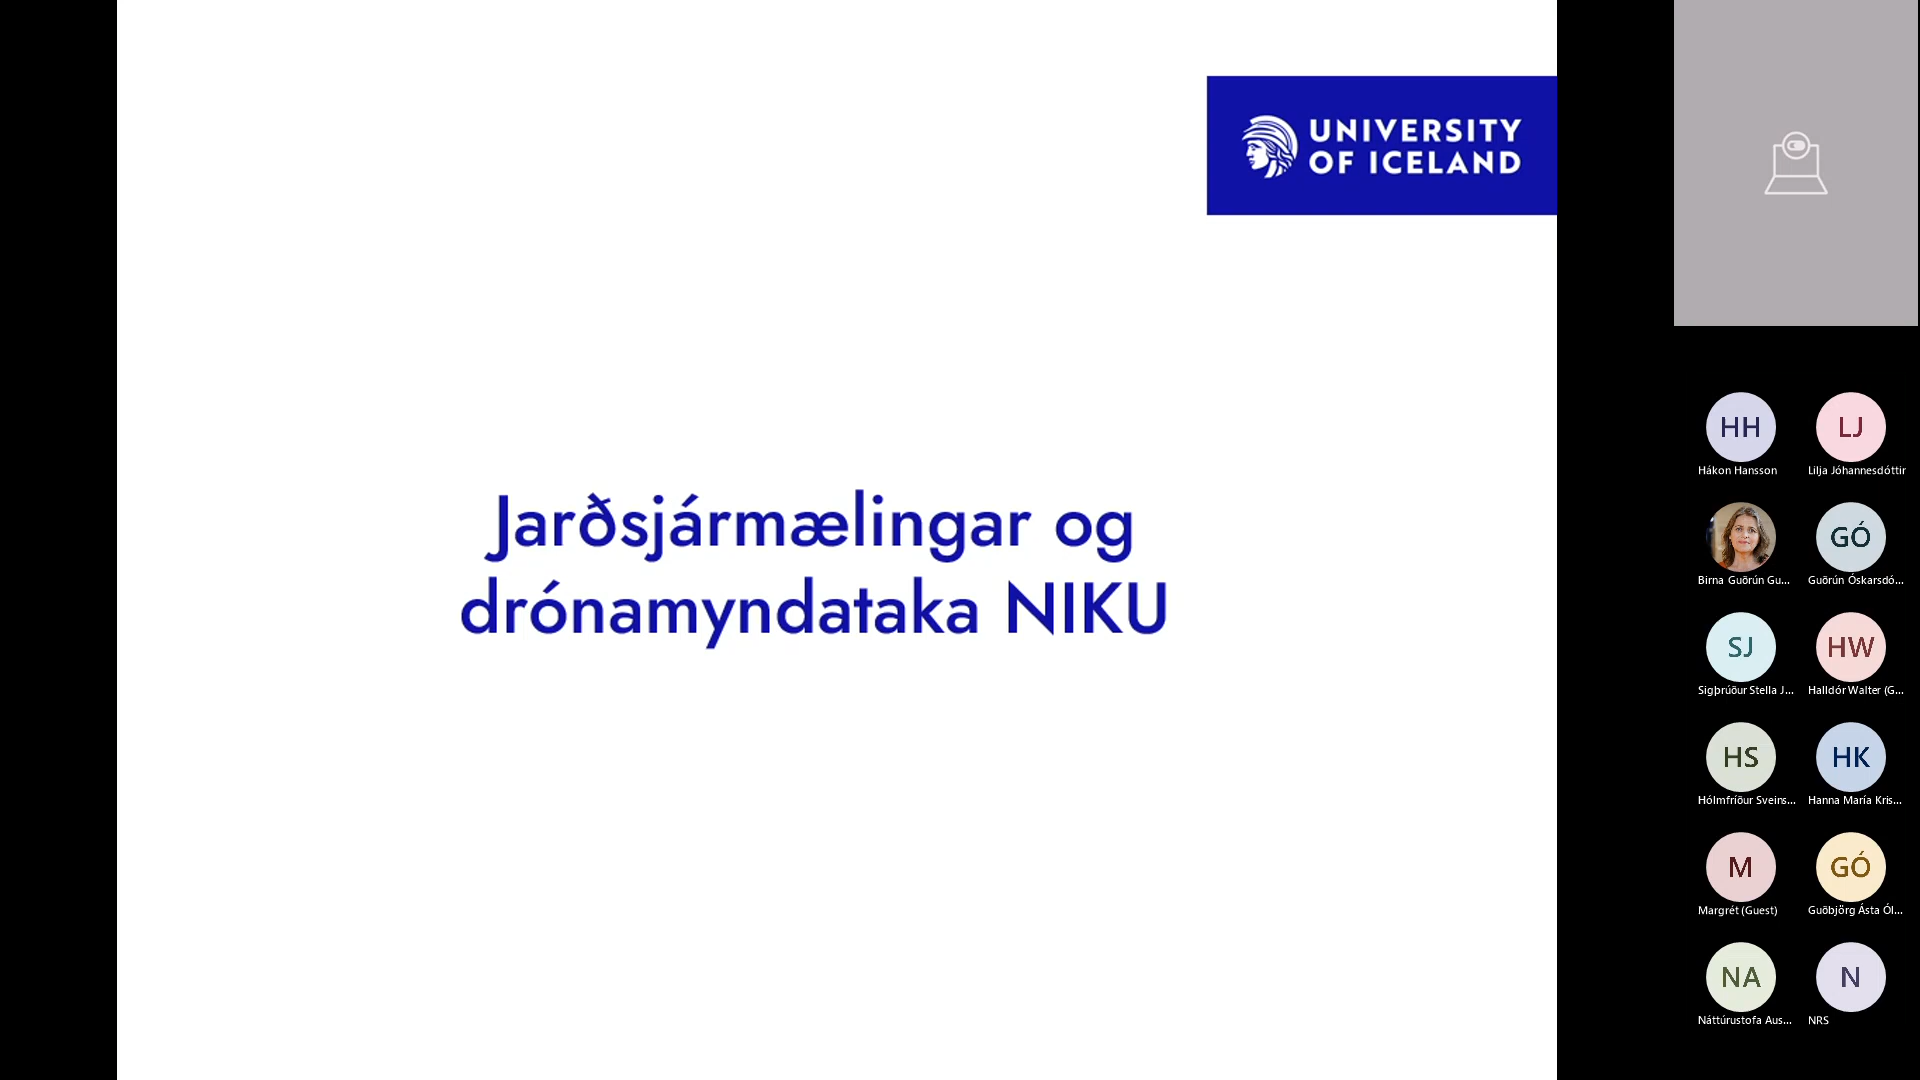 UNIVERSITY
OF ICELAND
Jarðsjármælingar og
drónamyndataka NIKU
HH
Hákon Hansson
LJ
Lilja Jóhannesdóttir
Birna Guðrún Gu...
GÓ
Guðrún Óskarsdó...
SJ
Sigþrúður Stella J...
HW
Halldór Walter (G...
HS
Hólmfríður Sveins...
HK
Hanna María Kris...
M
Margrét (Guest)
GÓ
Guðbjörg Ásta Ól...
NA
Náttúrustofa Aus...
N
NRS